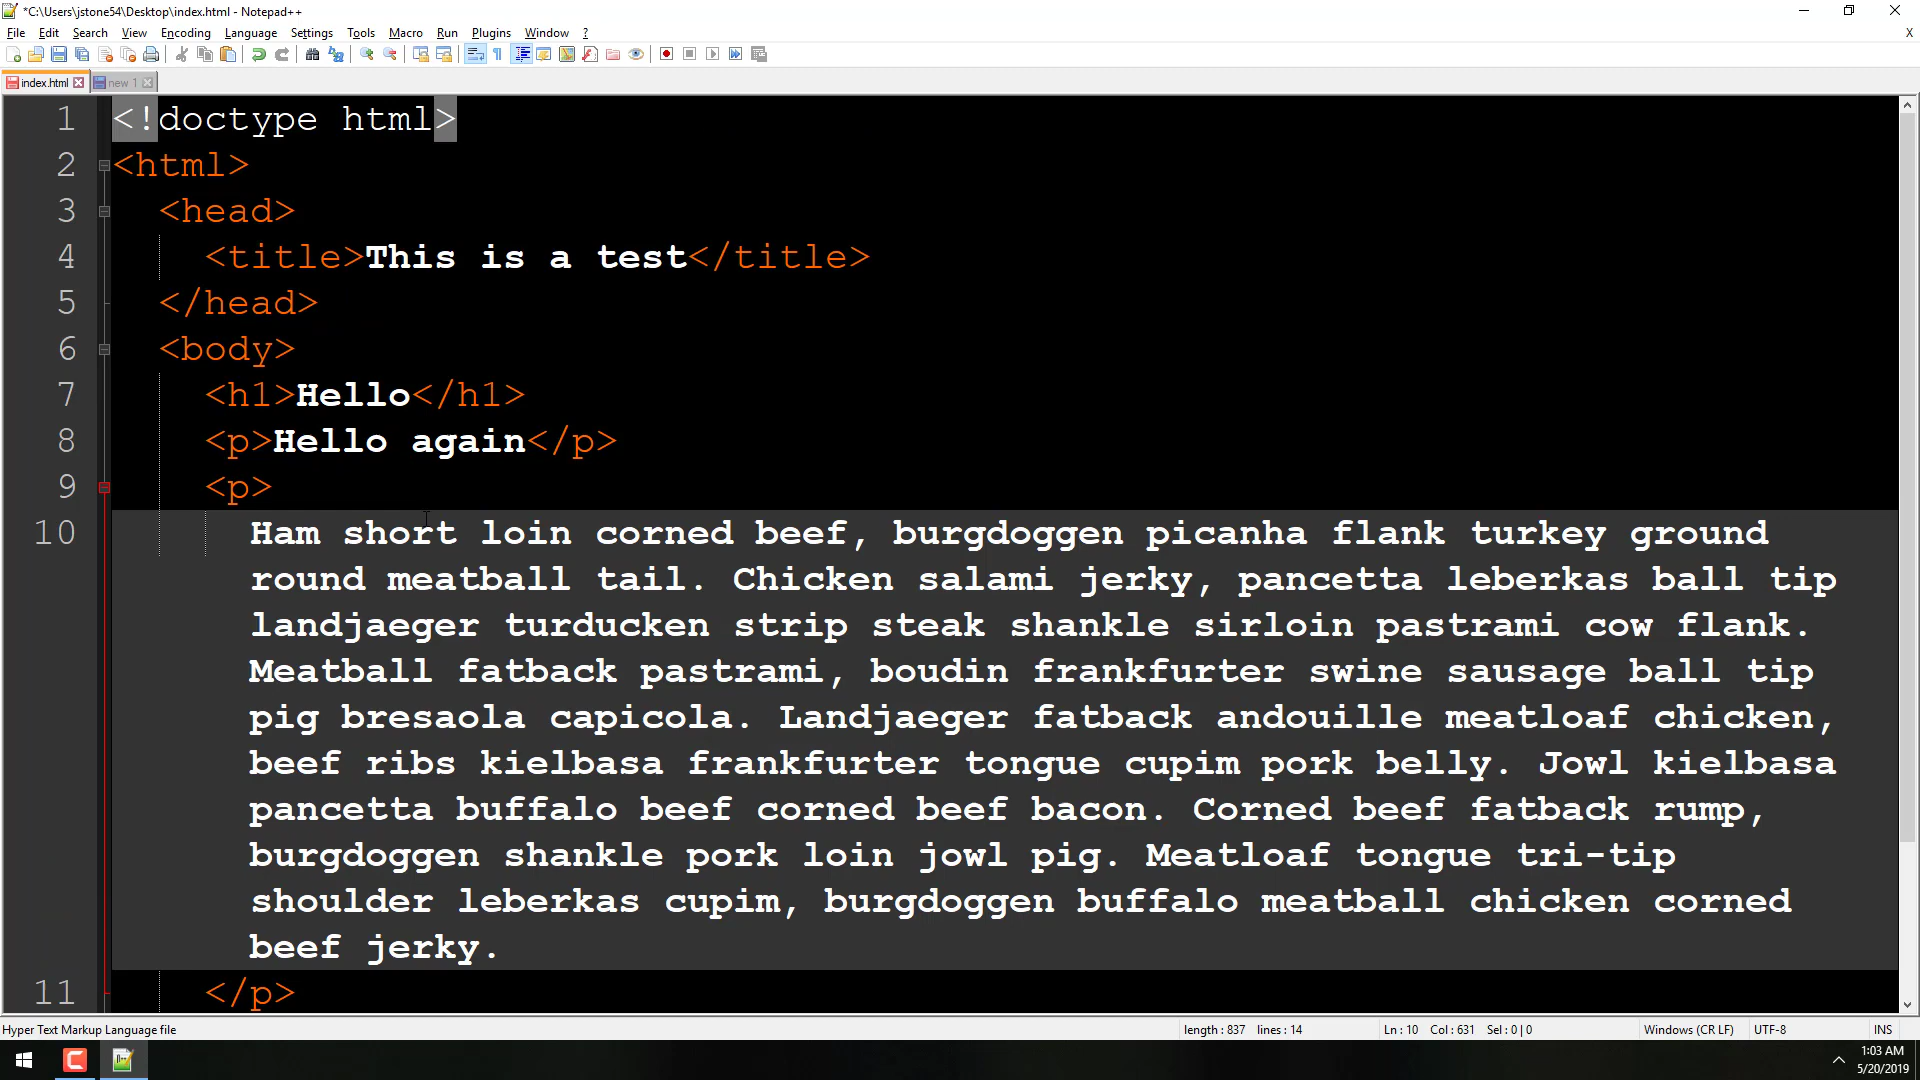 *C:\Users\jstone54\Desktop\index.html - Notepad++
File Edit Search View Encoding Language Settings Tools Macro Run Plugins Window ? X
index.html new 1
1 <!doctype html>
2 <html>
3 <head>
4 <title>This is a test</title>
5 </head>
6 <body>
7 <h1>Hello</h1>
8 <p>Hello again</p>
9 <p>
10 Ham short loin corned beef, burgdoggen picanha flank turkey ground
round meatball tail. Chicken salami jerky, pancetta leberkas ball tip
landjaeger turducken strip steak shankle sirloin pastrami cow flank.
Meatball fatback pastrami, boudin frankfurter swine sausage ball tip
pig bresaola capicola. Landjaeger fatback andouille meatloaf chicken,
beef ribs kielbasa frankfurter tongue cupim pork belly. Jowl kielbasa
pancetta buffalo beef corned beef bacon. Corned beef fatback rump,
burgdoggen shankle pork loin jowl pig. Meatloaf tongue tri-tip
shoulder leberkas cupim, burgdoggen buffalo meatball chicken corned
beef jerky.
11 </p>
Hyper Text Markup Language file length : 837 lines : 14 Ln : 10 Col : 631 Sel : 0 | 0 Windows (CR LF) UTF-8 INS
1:03 AM
5/20/2019